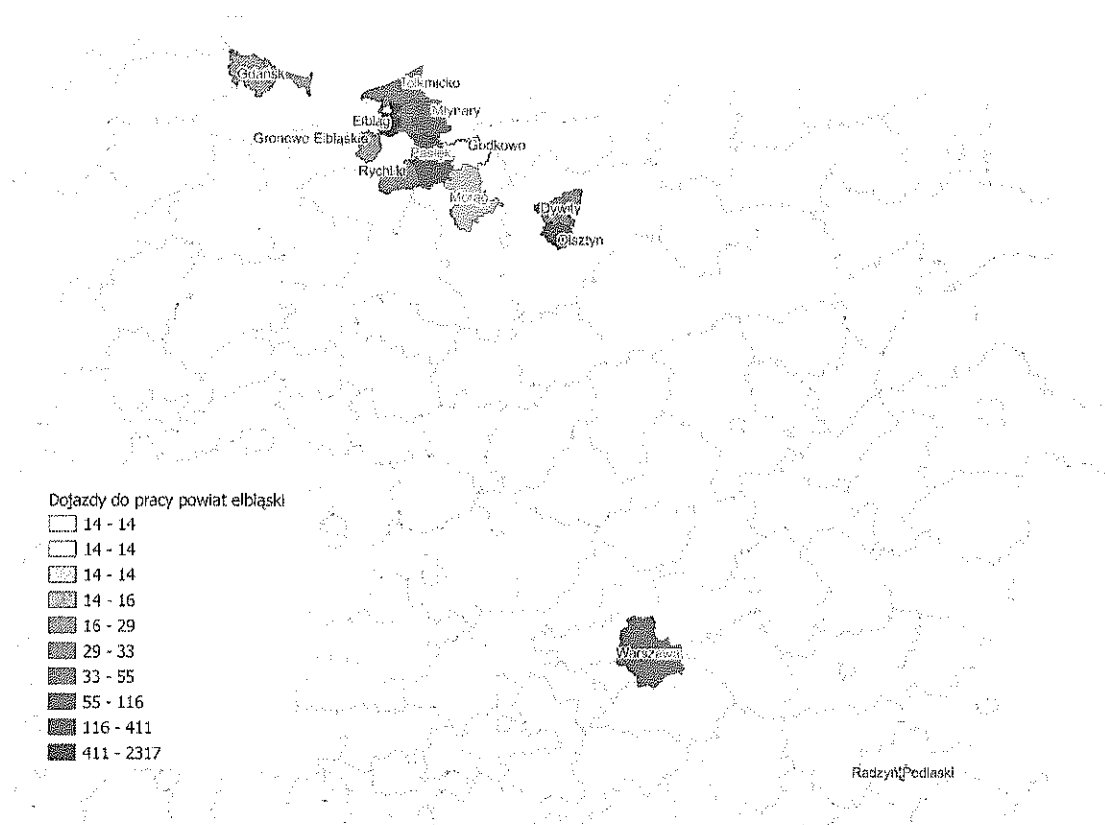 Gdańsk
Tolkmicko
Młynary
Elbląg
Gronowo Elbląskie
Godkowo
Pasłęk
Rychliki
Morąg
Dywity
Olsztyn
Dojazdy do pracy powiat elbląski
14 - 14
14 - 14
14 - 14
14 - 16
16 - 29
29 - 33
33 - 55
55 - 116
116 - 411
411 - 2317
Warszawa
Radzyń Podlaski